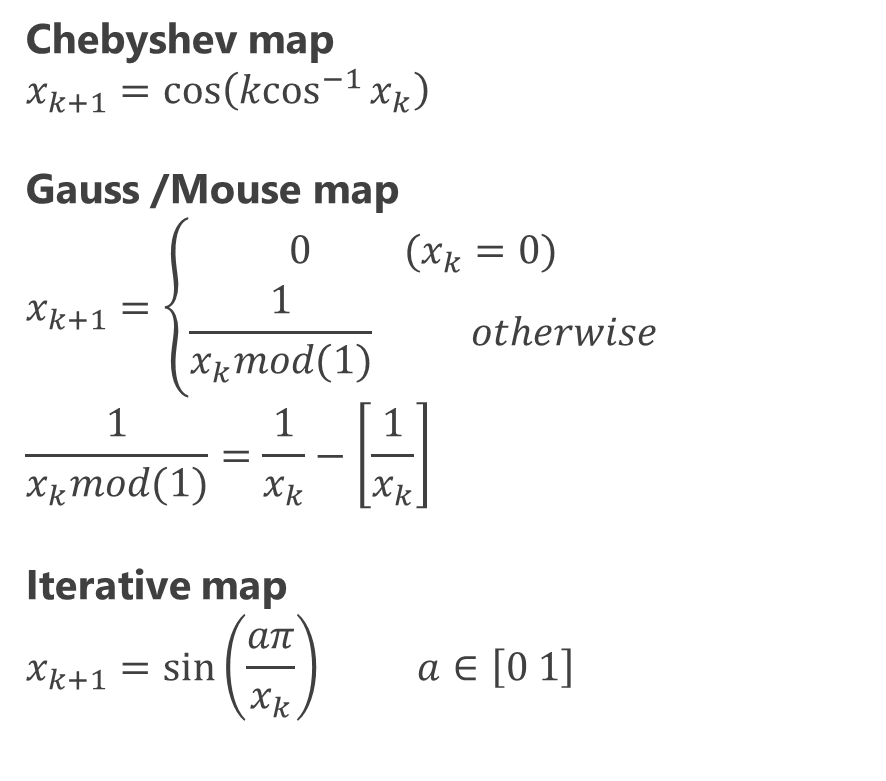 Chebyshev map
x_{k+1} = cos(kcos^{-1} x_k)
Gauss /Mouse map
x_{k+1} = { 0 (x_k = 0)
1/(x_k mod(1)) otherwise
1/(x_k mod(1)) = 1/x_k − [1/x_k]
Iterative map
x_{k+1} = sin(aπ/x_k) a ∈ [0 1]